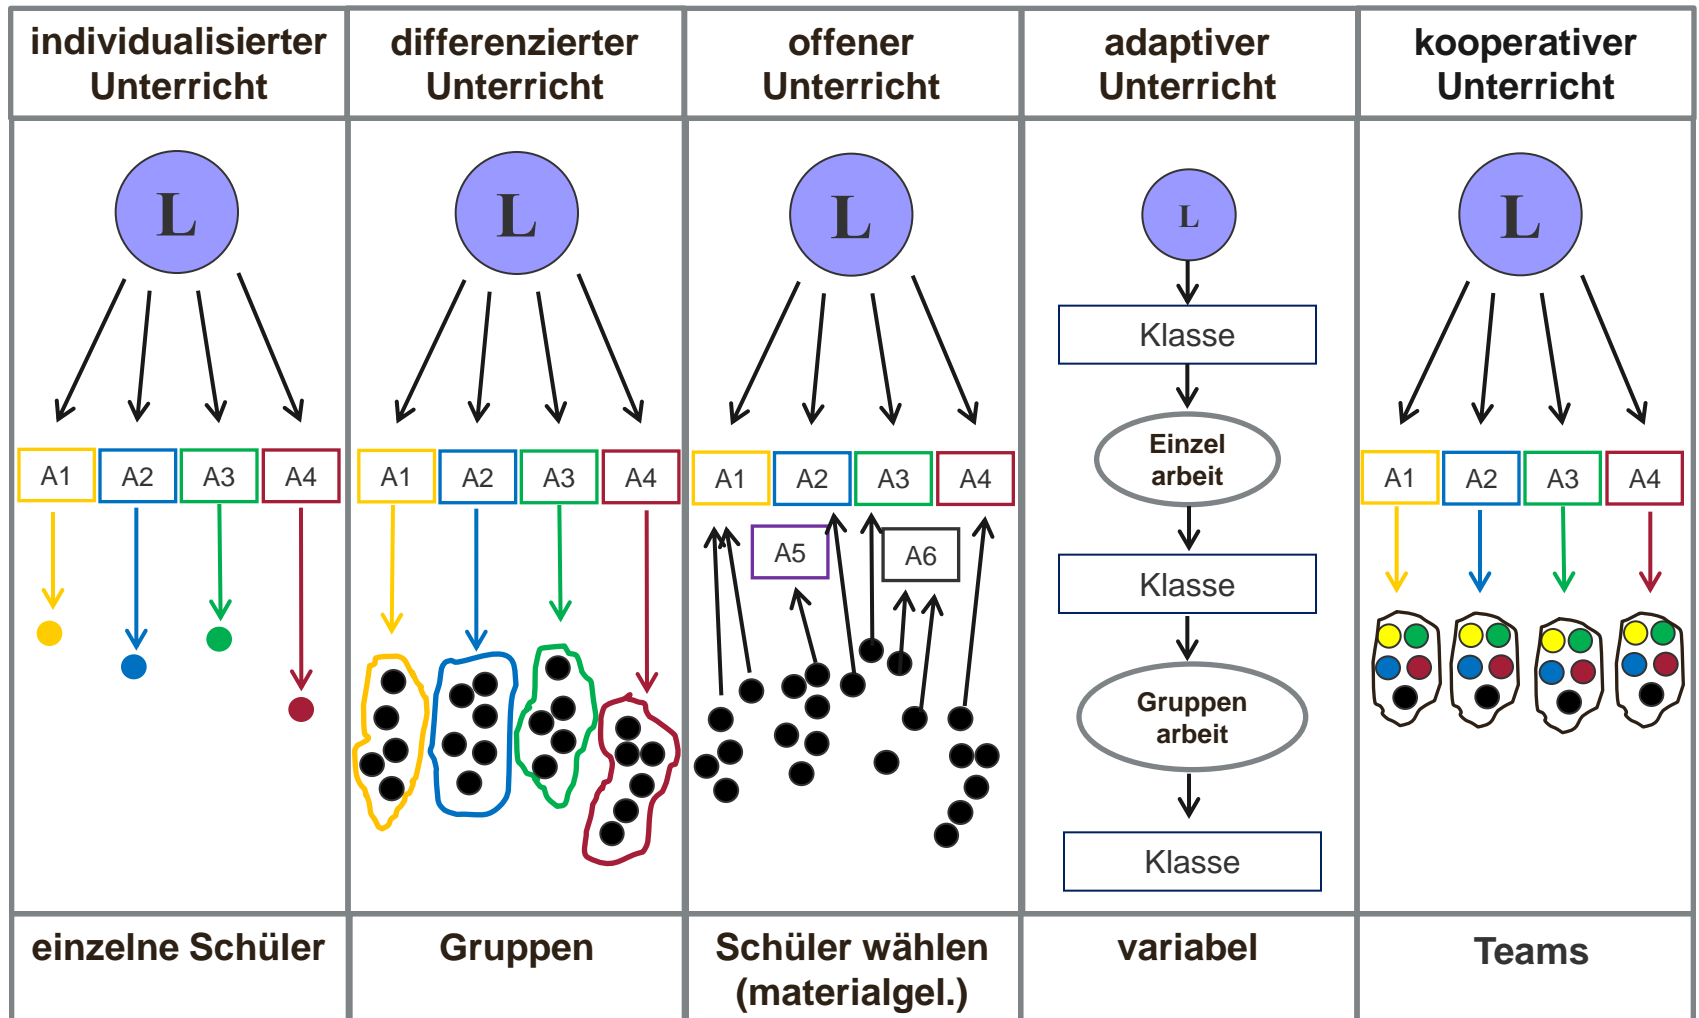 individualisierter
Unterricht
differenzierter
Unterricht
offener
Unterricht
adaptiver
Unterricht
kooperativer
Unterricht
L
A1 A2 A3 A4
L
A1 A2 A3 A4
L
A1 A2 A3 A4
A5 A6
L
Klasse
Einzel
arbeit
Klasse
Gruppen
arbeit
Klasse
L
A1 A2 A3 A4
einzelne Schüler
Gruppen
Schüler wählen
(materialgel.)
variabel
Teams